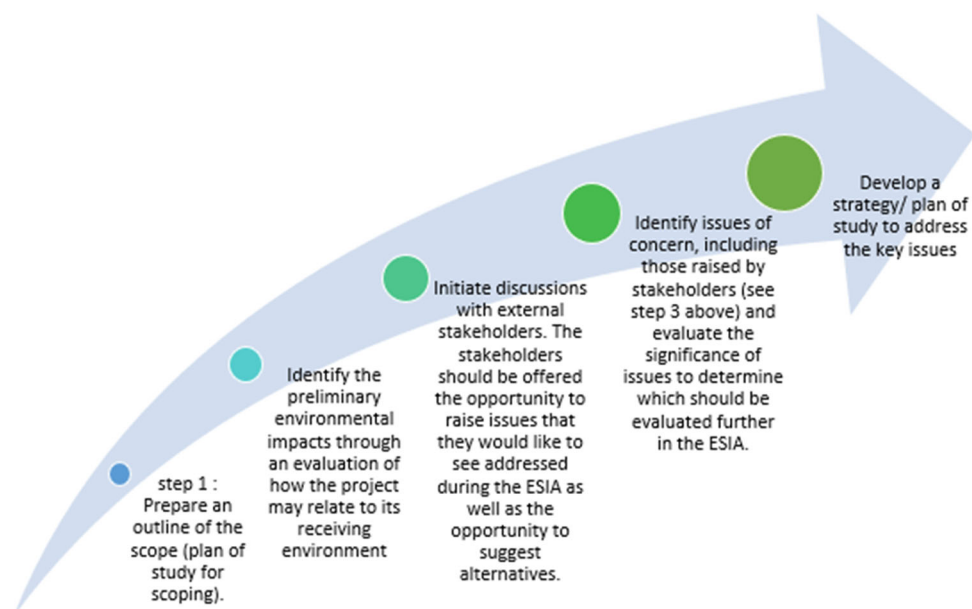 step 1 :
Prepare an
outline of the
scope (plan of
study for
scoping).
Identify the
preliminary
environmental
impacts through
an evaluation of
how the project
may relate to its
receiving
environment
Initiate discussions
with external
stakeholders. The
stakeholders
should be offered
the opportunity to
raise issues that
they would like to
see addressed
during the ESIA as
well as the
opportunity to
suggest
alternatives.
Identify issues of
concern, including
those raised by
stakeholders (see
step 3 above) and
evaluate the
significance of
issues to determine
which should be
evaluated further
in the ESIA.
Develop a
strategy/ plan of
study to address
the key issues